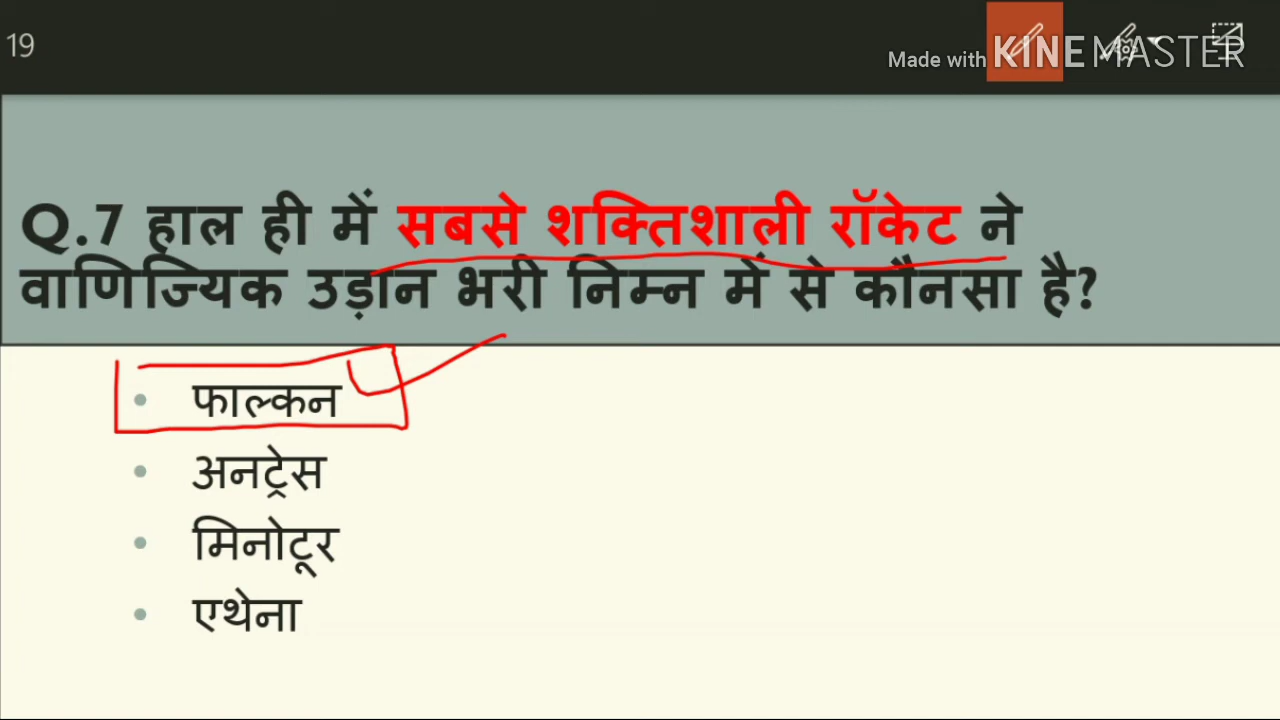 19
Made with KINEMASTER
Q.7 हाल ही में सबसे शक्तिशाली रॉकेट ने
वाणिज्यिक उड़ान भरी निम्न में से कौनसा है?
• फाल्कन
• अनट्रेस
• मिनोटूर
• एथेना